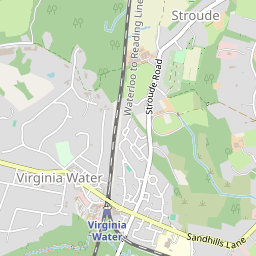 Stroude
Waterloo to Reading Line
Stroude Road
Virginia Water
Virginia
Water
Sandhills Lane